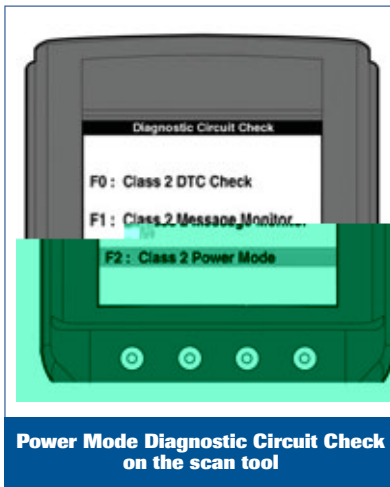 Diagnostic Circuit Check
F0 : Class 2 DTC Check
F1 : Class 2 Message Monitor
F2 : Class 2 Power Mode
Power Mode Diagnostic Circuit Check
on the scan tool